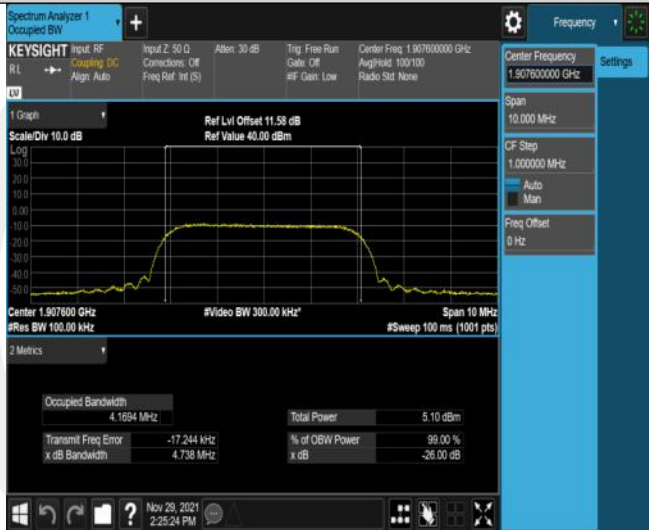 Spectrum Analyzer 1
Occupied BW
Frequency
KEYSIGHT
Input: RF
Coupling: DC
Align: Auto
Input Z: 50 Ω
Corrections: Off
Freq Ref: Int (S)
Atten: 30 dB
Trig: Free Run
Gate: Off
#IF Gain: Low
Center Freq: 1.907600000 GHz
Avg|Hold: 100/100
Radio Std: None
R L
Center Frequency
1.907600000 GHz
Settings
Span
10.000 MHz
CF Step
1.000000 MHz
Auto
Man
Freq Offset
0 Hz
1 Graph
Scale/Div 10.0 dB
Ref Lvl Offset 11.58 dB
Ref Value 40.00 dBm
Log
30.0
20.0
10.0
0.00
-10.0
-20.0
-30.0
-40.0
-50.0
Center 1.907600 GHz
#Video BW 300.00 kHz*
Span 10 MHz
#Res BW 100.00 kHz
#Sweep 100 ms (1001 pts)
2 Metrics
Occupied Bandwidth
4.1694 MHz
Total Power 5.10 dBm
Transmit Freq Error -17.244 kHz
% of OBW Power 99.00 %
x dB Bandwidth 4.738 MHz
x dB -26.00 dB
Nov 29, 2021
2:25:24 PM